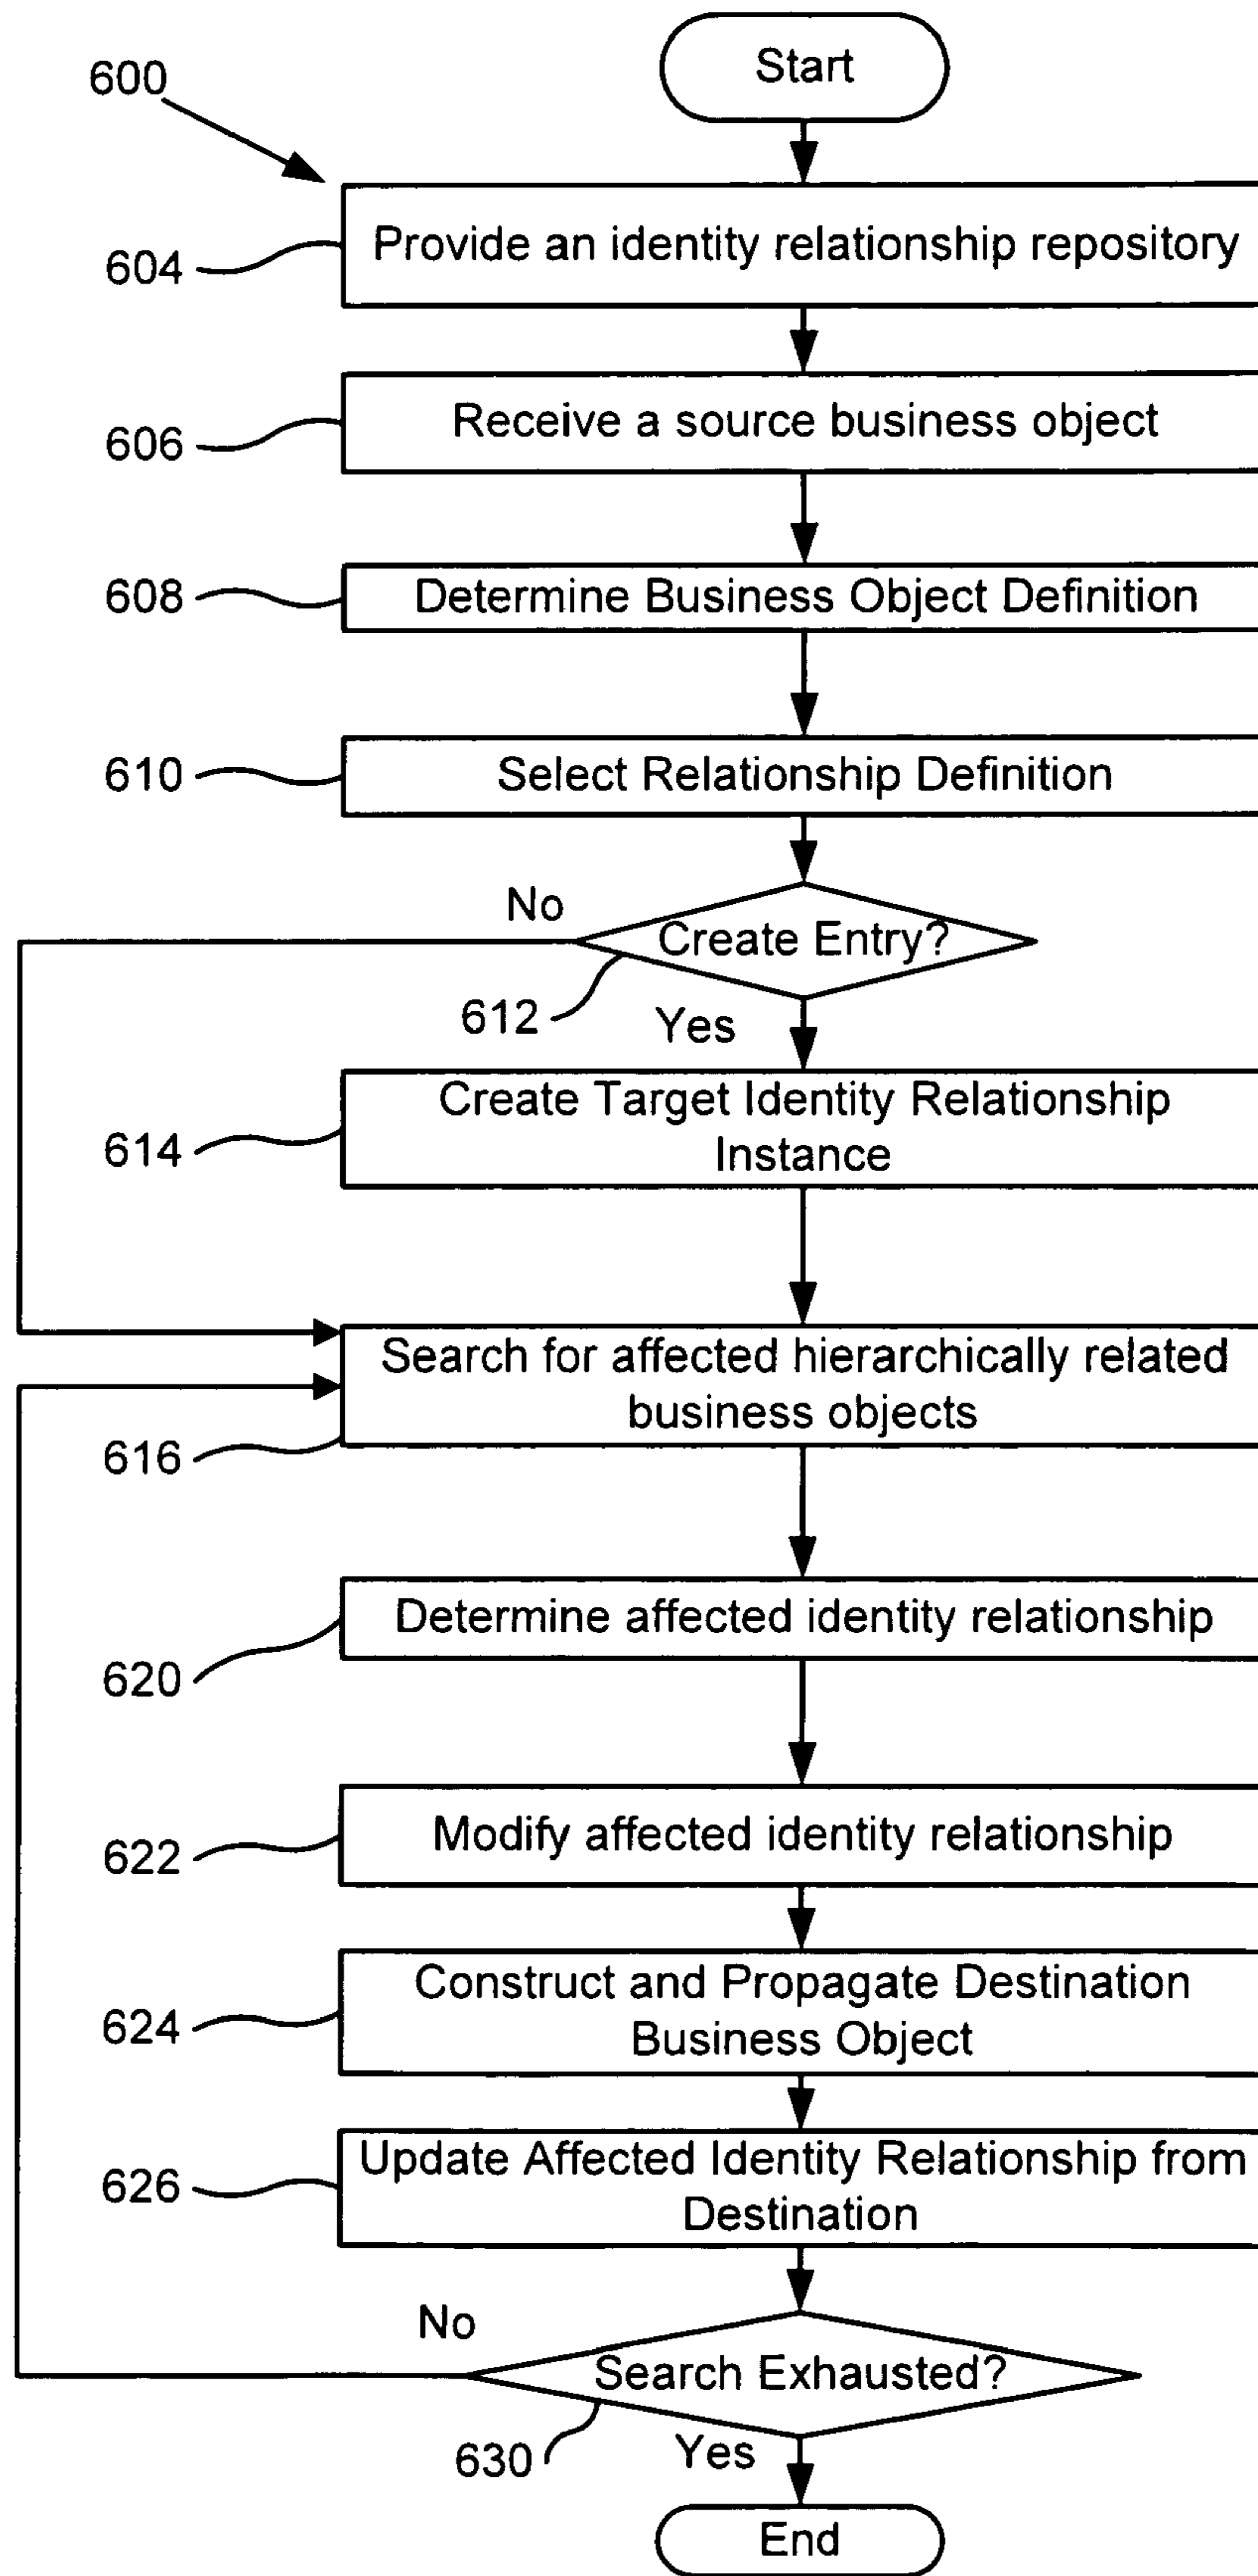 Start
600
Provide an identity relationship repository
604
Receive a source business object
606
Determine Business Object Definition
608
Select Relationship Definition
610
No
Create Entry?
612
Yes
Create Target Identity Relationship
Instance
614
Search for affected hierarchically related
business objects
616
Determine affected identity relationship
620
Modify affected identity relationship
622
Construct and Propagate Destination
Business Object
624
Update Affected Identity Relationship from
Destination
626
No
Search Exhausted?
630
Yes
End